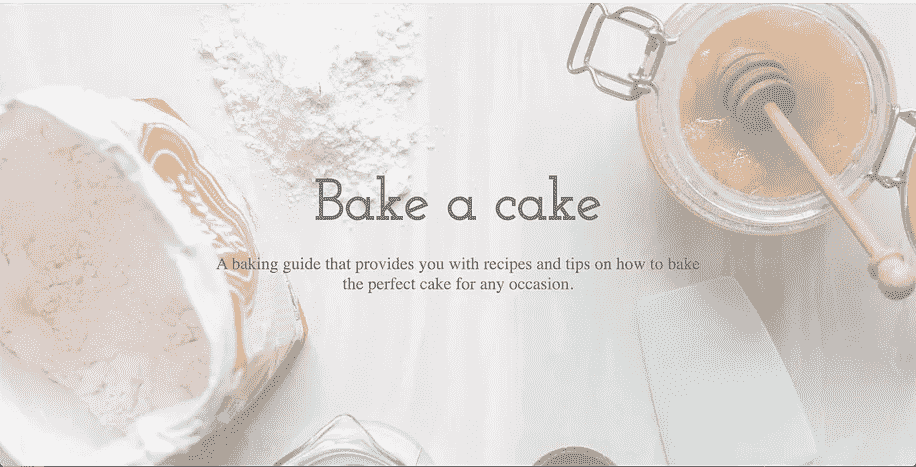 Bake a cake
A baking guide that provides you with recipes and tips on how to bake
the perfect cake for any occasion.